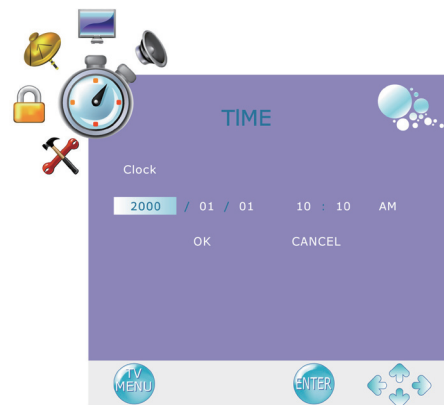 TIME
Clock
2000 / 01 / 01 10 : 10 AM
OK CANCEL
TV MENU ENTER